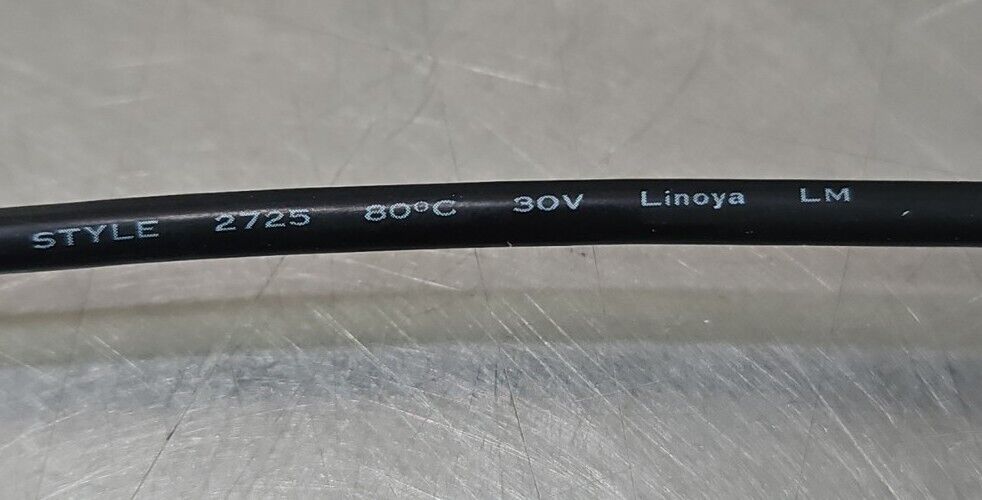 STYLE 2725 80°C 30V Linoya LM